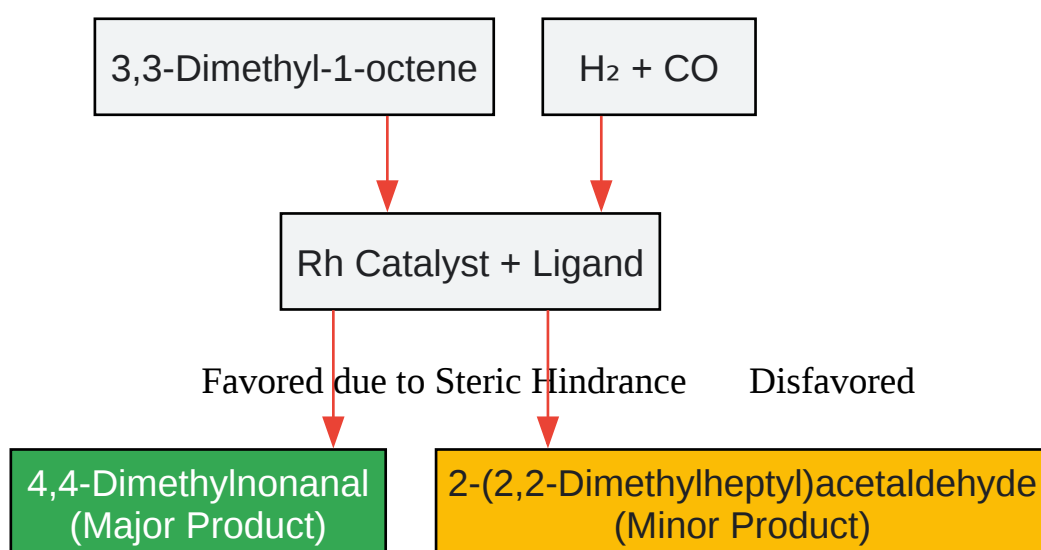 3,3-Dimethyl-1-octene
H₂ + CO
Rh Catalyst + Ligand
Favored due to Steric Hindrance
Disfavored
4,4-Dimethylnonanal
(Major Product)
2-(2,2-Dimethylheptyl)acetaldehyde
(Minor Product)